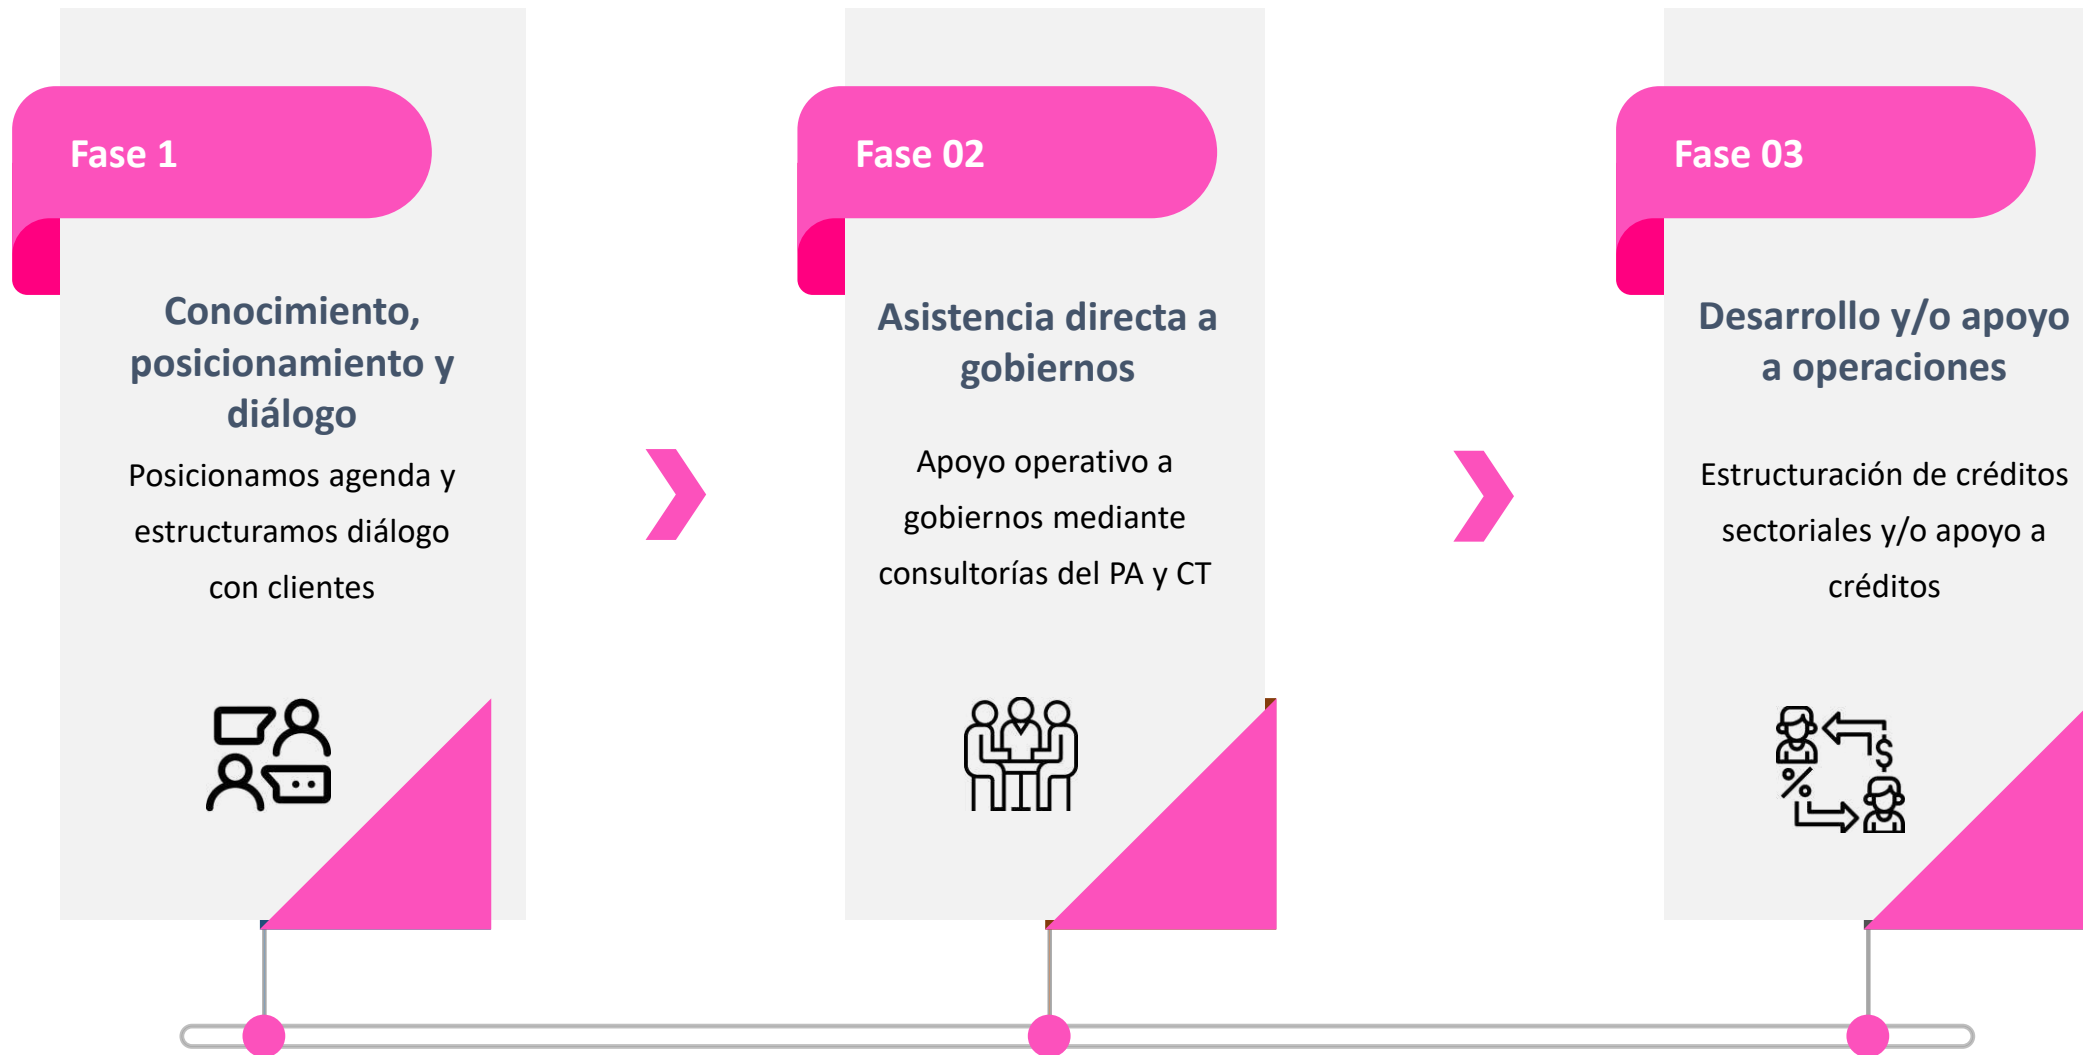 Fase 1
Conocimiento,
posicionamiento y
diálogo
Posicionamos agenda y
estructuramos diálogo
con clientes
Fase 02
Asistencia directa a
gobiernos
Apoyo operativo a
gobiernos mediante
consultorías del PA y CT
Fase 03
Desarrollo y/o apoyo
a operaciones
Estructuración de créditos
sectoriales y/o apoyo a
créditos